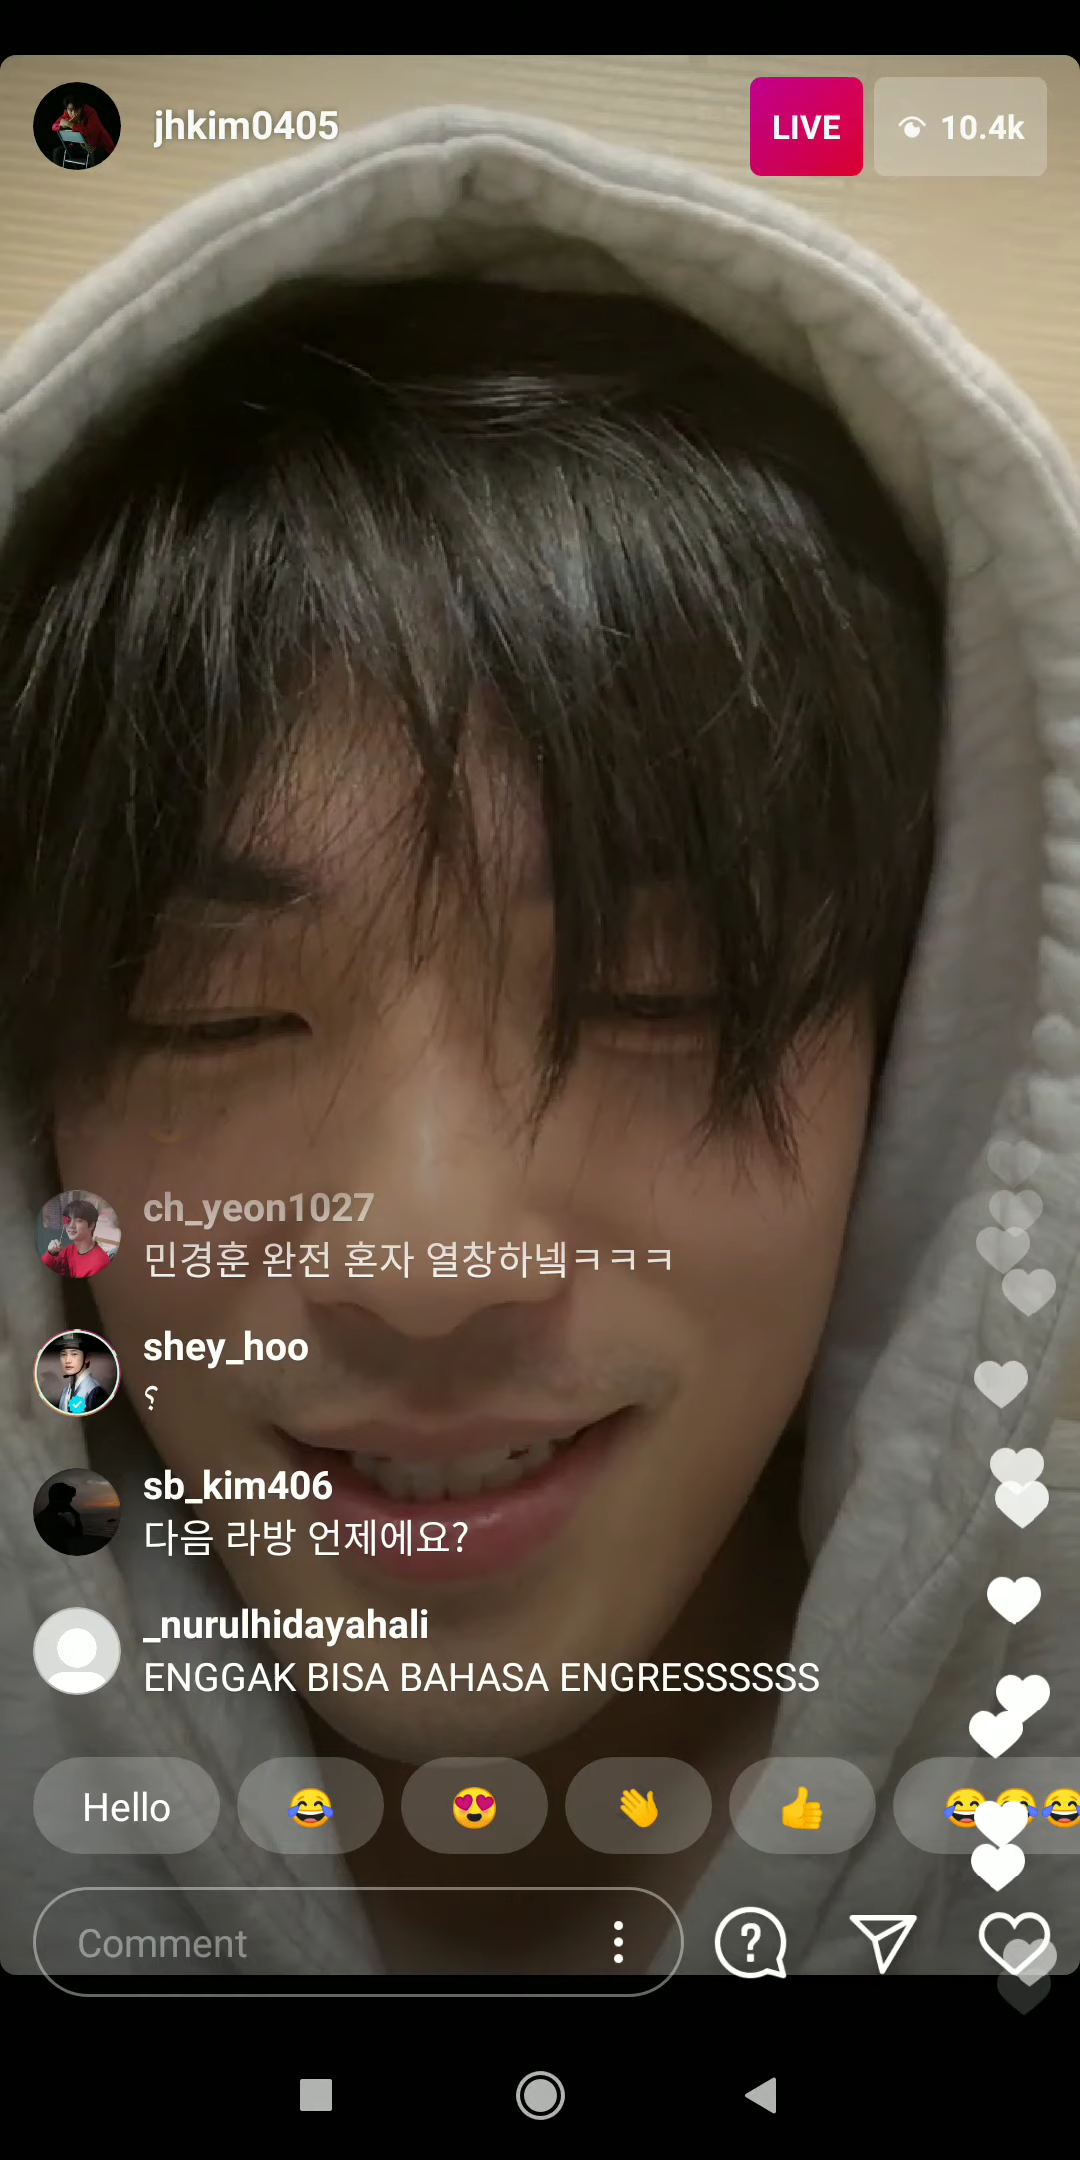 jhkim0405
LIVE
10.4k
ch_yeon1027
민경훈 완전 혼자 열창하넼ㅋㅋㅋ
shey_hoo
؟
sb_kim406
다음 라방 언제에요?
_nurulhidayahali
ENGGAK BISA BAHASA ENGRESSSSSS
Hello
Comment